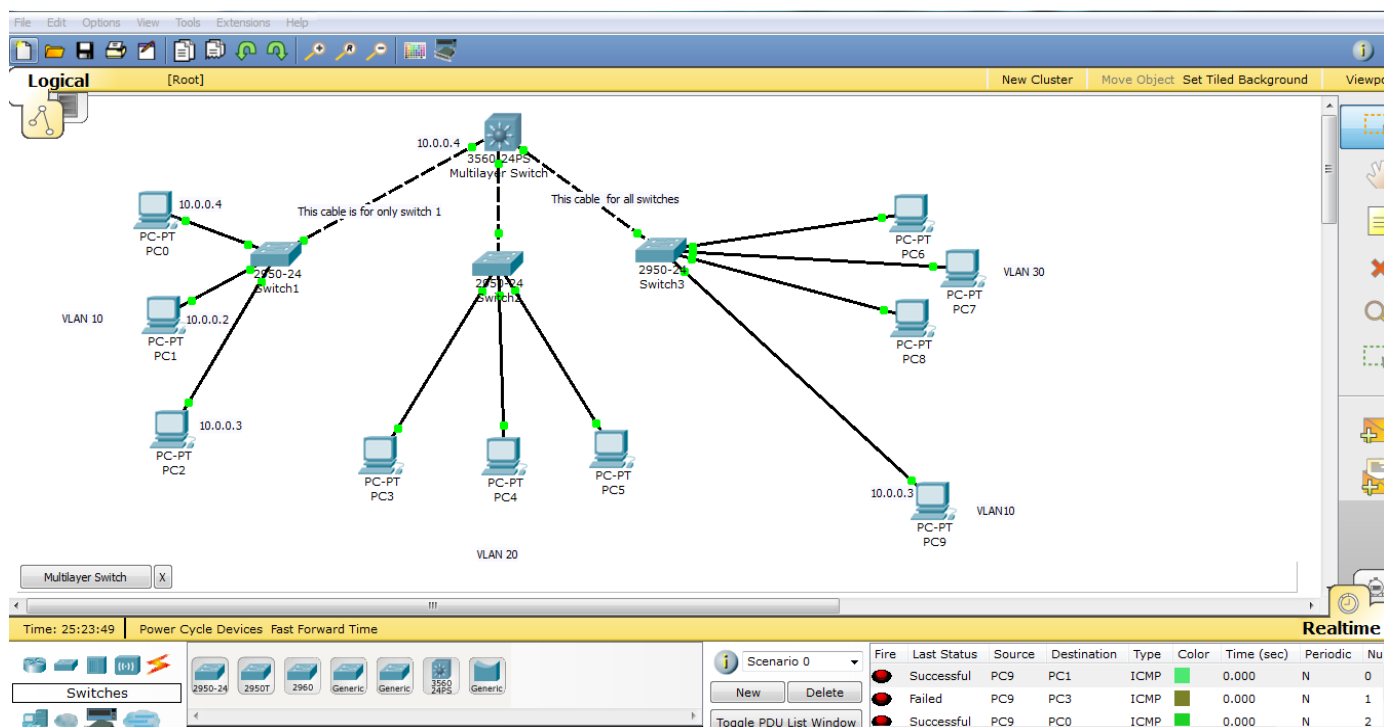 File Edit Options View Tools Extensions Help
Logical [Root] New Cluster Move Object Set Tiled Background Viewpo
10.0.0.4
3560-24PS
Multilayer Switch
This cable is for only switch 1
This cable for all switches
10.0.0.4
PC-PT
PC0
2950-24
Switch1
10.0.0.2
VLAN 10
PC-PT
PC1
10.0.0.3
PC-PT
PC2
2950-24
Switch2
PC-PT
PC3
PC-PT
PC4
PC-PT
PC5
VLAN 20
2950-24
Switch3
PC-PT
PC6
VLAN 30
PC-PT
PC7
PC-PT
PC8
10.0.0.3
VLAN10
PC-PT
PC9
Multilayer Switch X
Time: 25:23:49 Power Cycle Devices Fast Forward Time Realtime
Switches
2950-24 2950T 2960 Generic Generic 3560 24PS Generic
Scenario 0
New Delete
Toggle PDU List Window
Fire Last Status Source Destination Type Color Time (sec) Periodic Nu
Successful PC9 PC1 ICMP 0.000 N 0
Failed PC9 PC3 ICMP 0.000 N 1
Successful PC9 PC0 ICMP 0.000 N 2